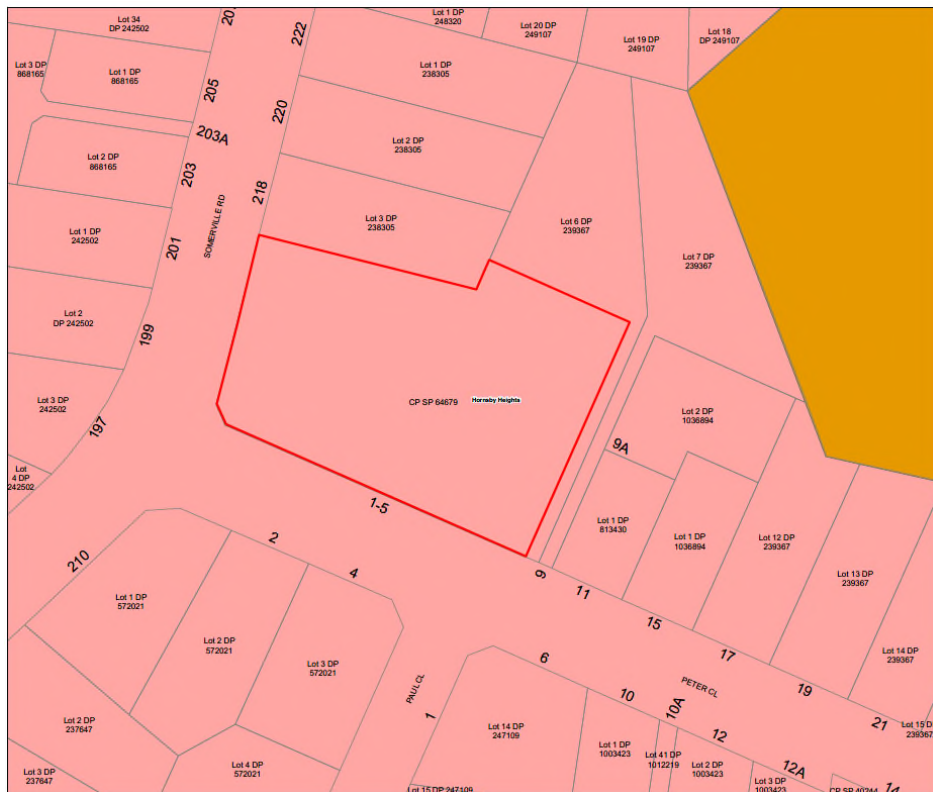 Lot 34
DP 242502
Lot 1 DP
248320
Lot 20 DP
249107
Lot 19 DP
249107
Lot 18
DP 249107
222
Lot 3 DP
868165
Lot 1 DP
868165
205
Lot 1 DP
238305
220
203A
Lot 2 DP
868165
203
Lot 2 DP
238305
218
SOMERVILLE RD
Lot 3 DP
238305
Lot 6 DP
239367
Lot 1 DP
242502
201
Lot 7 DP
239367
Lot 2
DP 242502
199
Lot 3 DP
242502
197
CP SP 64679
Hornsby Heights
Lot 2 DP
1036894
9A
Lot
4 DP
242502
1-5
Lot 1 DP
813430
Lot 1 DP
1036894
Lot 12 DP
239367
210
2
4
9
11
Lot 13 DP
239367
Lot 1 DP
572021
Lot 2 DP
572021
Lot 3 DP
572021
15
17
19
21
Lot 14 DP
239367
6
10
10A
PETER CL
PAUL CL
1
Lot 2 DP
237647
Lot 14 DP
247109
12
12A
Lot 1 DP
1003423
Lot 41 DP
1012219
Lot 2 DP
1003423
Lot 3 DP
237647
Lot 4 DP
572021
Lot 15 DP 247109
Lot 3 DP
1003423
CP SP 40244
14
Lot 15 D
239367